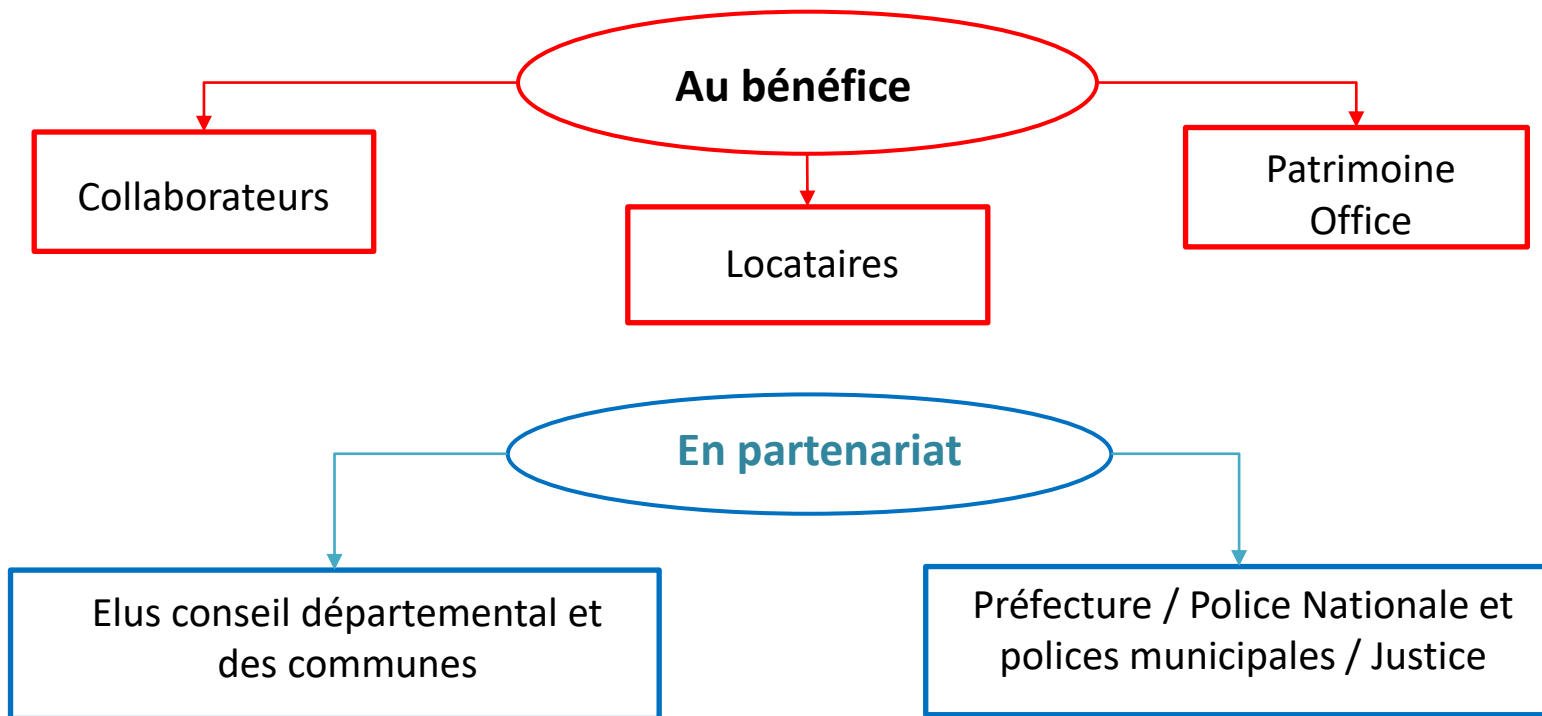 Au bénéfice
Collaborateurs
Locataires
Patrimoine
Office
En partenariat
Elus conseil départemental et
des communes
Préfecture / Police Nationale et
polices municipales / Justice